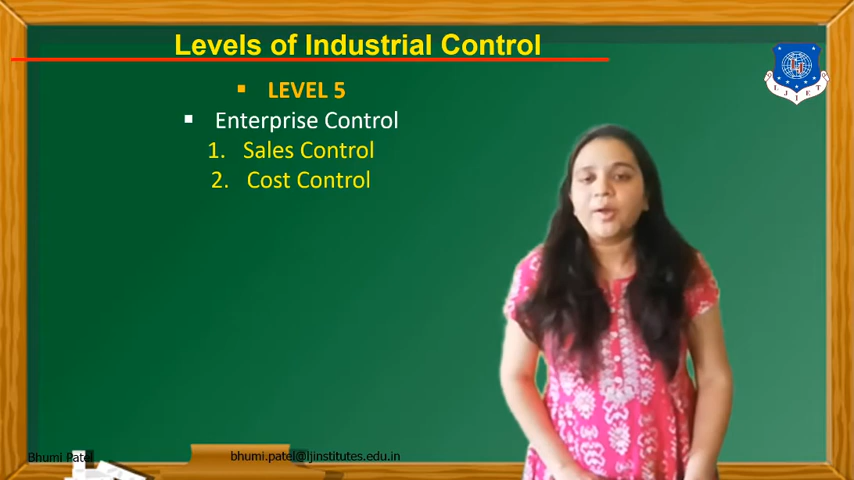 Levels of Industrial Control
▪ LEVEL 5
▪ Enterprise Control
1. Sales Control
2. Cost Control
L J I E T
Bhumi Patel
bhumi.patel@ljinstitutes.edu.in